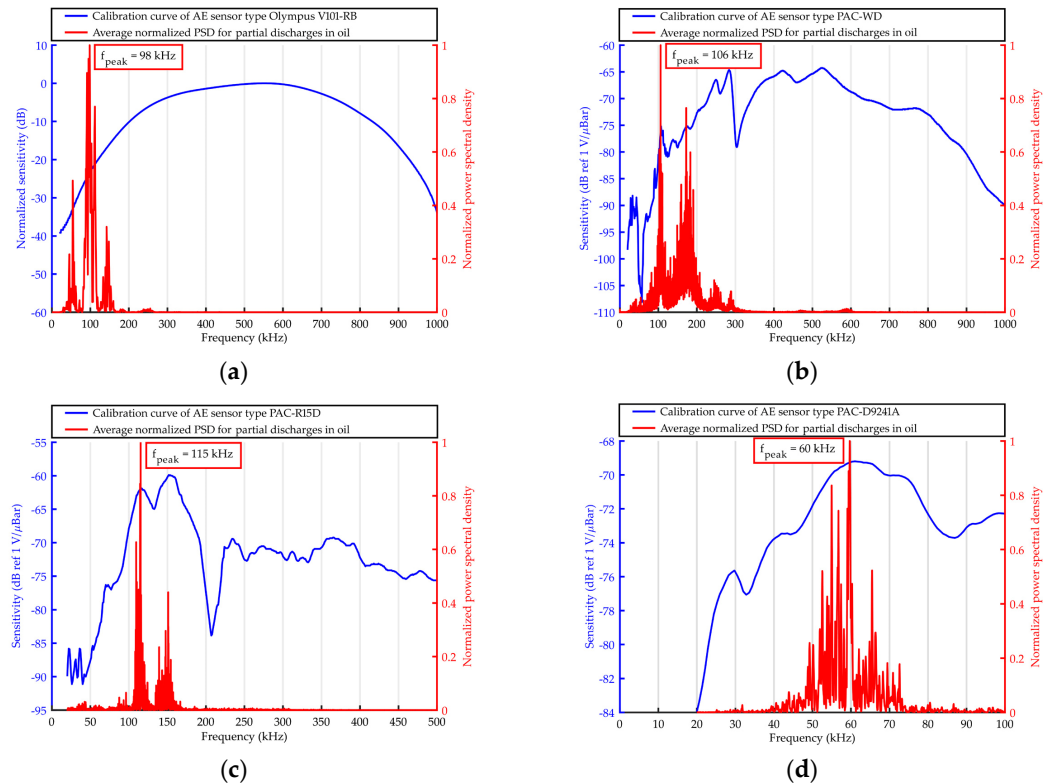 Calibration curve of AE sensor type Olympus V101-RB
Average normalized PSD for partial discharges in oil
f_peak = 98 kHz
Normalized sensitivity (dB)
10
0
-10
-20
-30
-40
-50
-60
1
0.8
0.6
0.4
0.2
0
Normalized power spectral density
0 100 200 300 400 500 600 700 800 900 1000
Frequency (kHz)
(a)
Calibration curve of AE sensor type PAC-WD
Average normalized PSD for partial discharges in oil
f_peak = 106 kHz
Sensitivity (dB ref 1 V/μBar)
-60
-65
-70
-75
-80
-85
-90
-95
-100
-105
-110
1
0.8
0.6
0.4
0.2
0
Normalized power spectral density
0 100 200 300 400 500 600 700 800 900 1000
Frequency (kHz)
(b)
Calibration curve of AE sensor type PAC-R15D
Average normalized PSD for partial discharges in oil
f_peak = 115 kHz
Sensitivity (dB ref 1 V/μBar)
-55
-60
-65
-70
-75
-80
-85
-90
-95
1
0.8
0.6
0.4
0.2
0
Normalized power spectral density
0 50 100 150 200 250 300 350 400 450 500
Frequency (kHz)
(c)
Calibration curve of AE sensor type PAC-D9241A
Average normalized PSD for partial discharges in oil
f_peak = 60 kHz
Sensitivity (dB ref 1 V/μBar)
-68
-70
-72
-74
-76
-78
-80
-82
-84
1
0.8
0.6
0.4
0.2
0
Normalized power spectral density
0 10 20 30 40 50 60 70 80 90 100
Frequency (kHz)
(d)